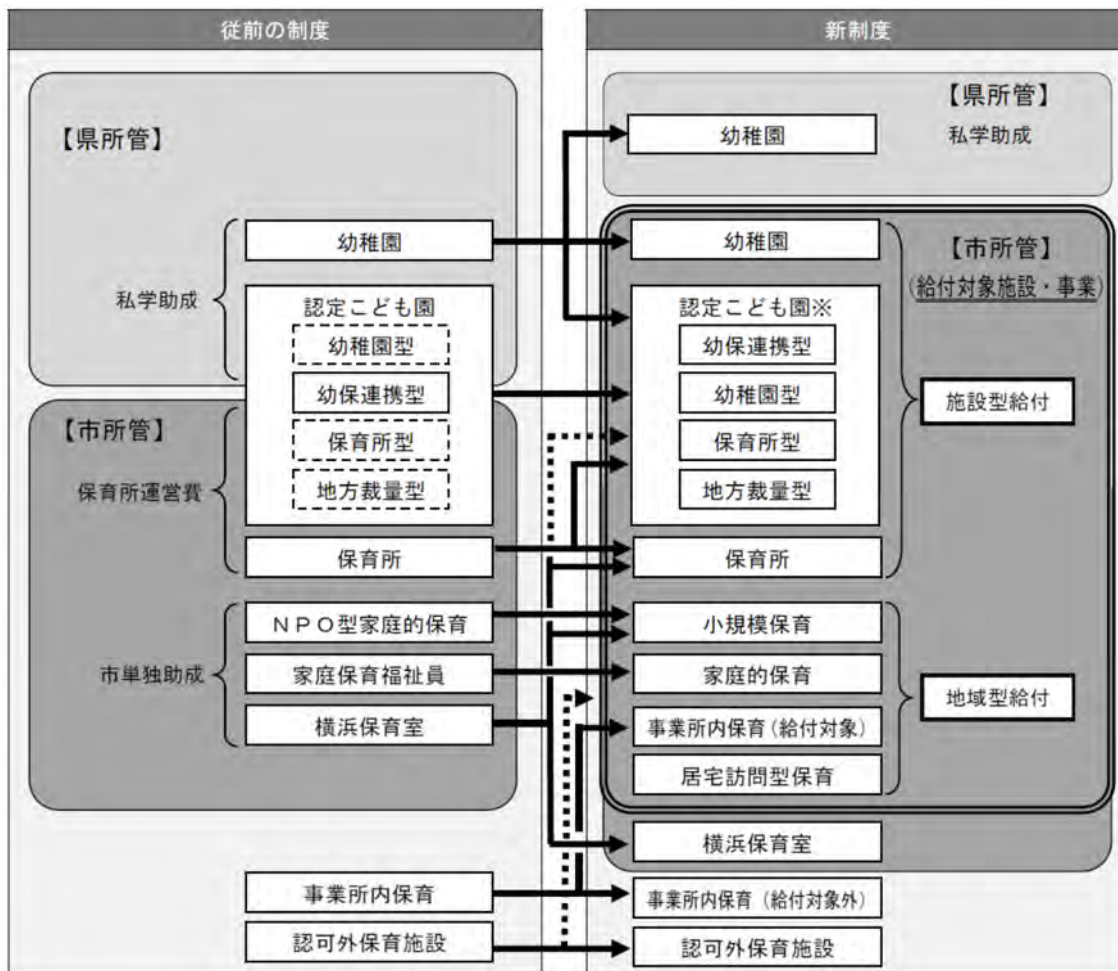 従前の制度
【県所管】
幼稚園
私学助成
認定こども園
幼稚園型
幼保連携型
【市所管】
保育所型
保育所運営費
地方裁量型
保育所
NPO型家庭的保育
市単独助成
家庭保育福祉員
横浜保育室
事業所内保育
認可外保育施設
新制度
【県所管】
幼稚園
私学助成
幼稚園
【市所管】
(給付対象施設・事業)
認定こども園※
幼保連携型
幼稚園型
施設型給付
保育所型
地方裁量型
保育所
小規模保育
家庭的保育
地域型給付
事業所内保育(給付対象)
居宅訪問型保育
横浜保育室
事業所内保育(給付対象外)
認可外保育施設